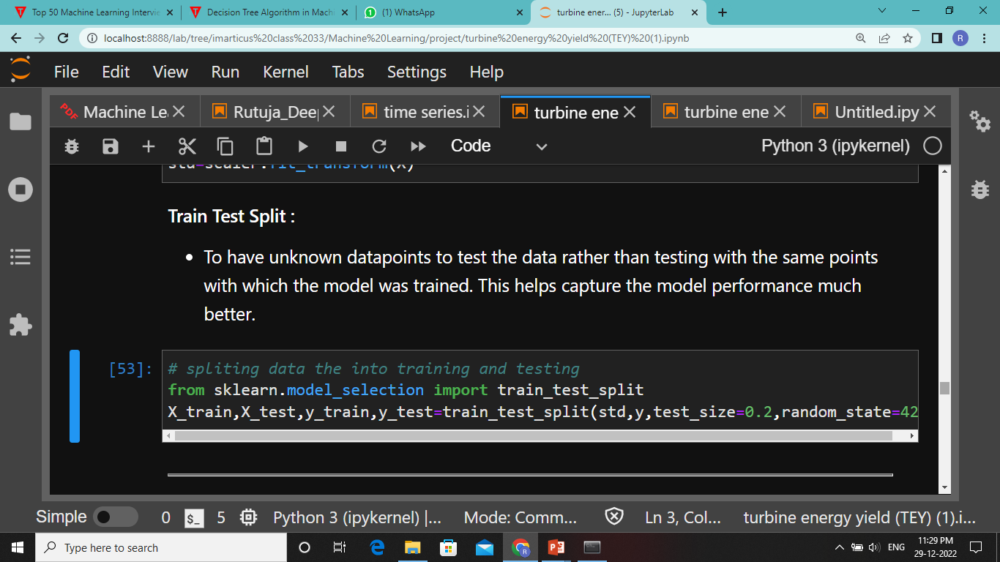 Top 50 Machine Learning Intervie
Decision Tree Algorithm in Machi
(1) WhatsApp
turbine ener... (5) - JupyterLab
localhost:8888/lab/tree/imarticus%20class%2033/Machine%20Learning/project/turbine%20energy%20yield%20(TEY)%20(1).ipynb
R
File Edit View Run Kernel Tabs Settings Help
PDF Machine Le
Rutuja_Dee
time series.i
turbine ene
turbine ene
Untitled.ipy
Code
Python 3 (ipykernel)
std=scaler.fit_transform(X)
Train Test Split :
• To have unknown datapoints to test the data rather than testing with the same points
with which the model was trained. This helps capture the model performance much
better.
[53]:
# spliting data the into training and testing
from sklearn.model_selection import train_test_split
X_train,X_test,y_train,y_test=train_test_split(std,y,test_size=0.2,random_state=42
Simple 0 $_ 5 Python 3 (ipykernel) |... Mode: Comm... Ln 3, Col... turbine energy yield (TEY) (1).i...
Type here to search
R
ENG
11:29 PM
29-12-2022